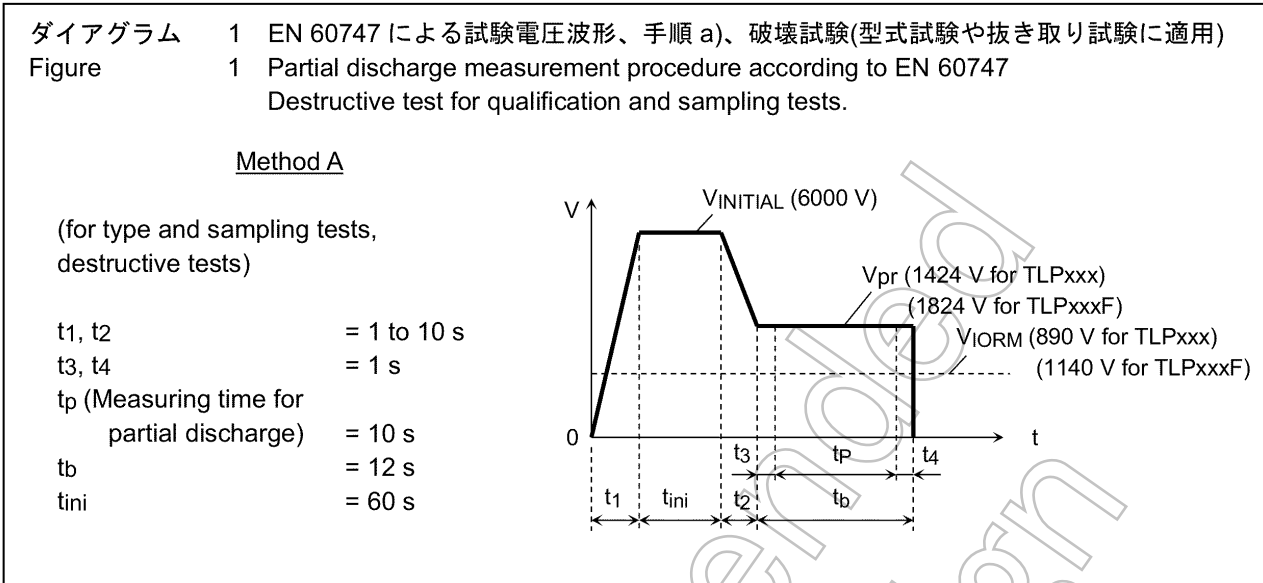 ダイアグラム 1 EN 60747 による試験電圧波形、手順 a)、破壊試験(型式試験や抜き取り試験に適用)
Figure 1 Partial discharge measurement procedure according to EN 60747
Destructive test for qualification and sampling tests.
Method A
(for type and sampling tests,
destructive tests)
t1, t2 = 1 to 10 s
t3, t4 = 1 s
tp (Measuring time for
partial discharge) = 10 s
tb = 12 s
tini = 60 s
V
VINITIAL (6000 V)
Vpr (1424 V for TLPxxx)
(1824 V for TLPxxxF)
VIORM (890 V for TLPxxx)
(1140 V for TLPxxxF)
0
t
t3 tP t4
t1 tini t2 tb